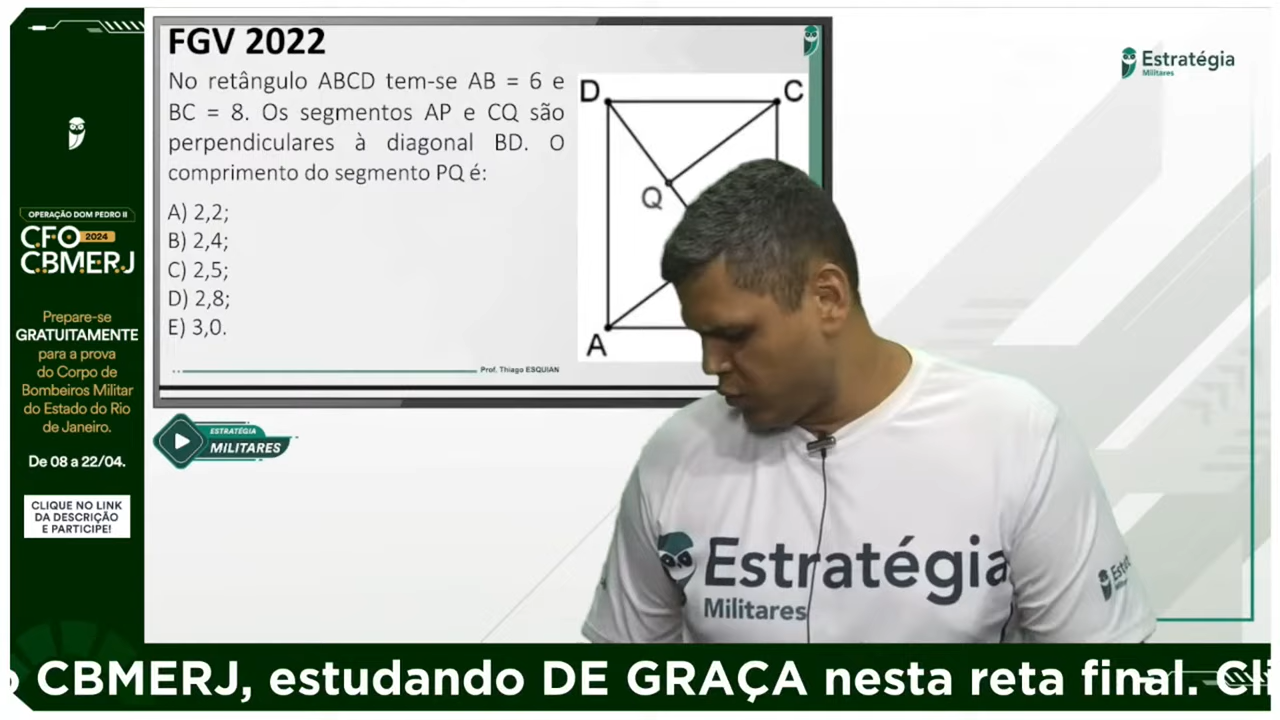 FGV 2022
No retângulo ABCD tem-se AB = 6 e
BC = 8. Os segmentos AP e CQ são
perpendiculares à diagonal BD. O
comprimento do segmento PQ é:
A) 2,2;
B) 2,4;
C) 2,5;
D) 2,8;
E) 3,0.
D
C
Q
A
Prof. Thiago ESQUIAN
Estratégia
Militares
OPERAÇÃO DOM PEDRO II
CFO 2024
CBMERJ
Prepare-se
GRATUITAMENTE
para a prova
do Corpo de
Bombeiros Militar
do Estado do Rio
de Janeiro.
De 08 a 22/04.
CLIQUE NO LINK
DA DESCRIÇÃO
E PARTICIPE!
ESTRATÉGIA
MILITARES
Estratégia
Militares
o CBMERJ, estudando DE GRAÇA nesta reta final. Cli